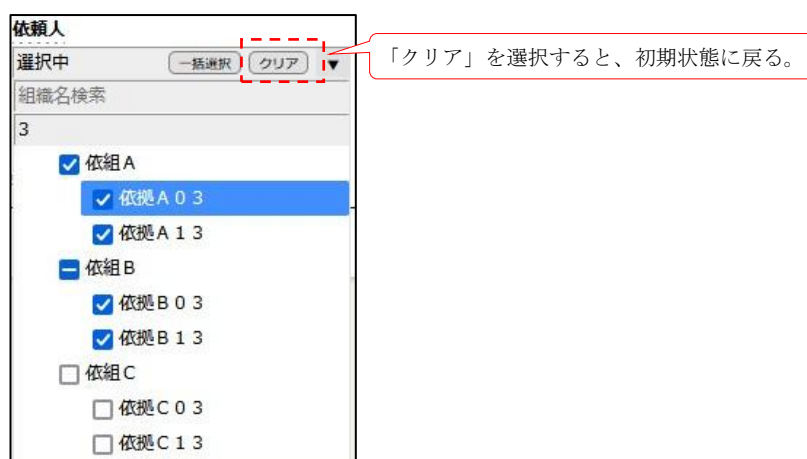 依頼人
選択中 一括選択 クリア ▼
「クリア」を選択すると、初期状態に戻る。
組織名検索
3
依組A
依拠A０３
依拠A１３
依組B
依拠B０３
依拠B１３
依組C
依拠C０３
依拠C１３